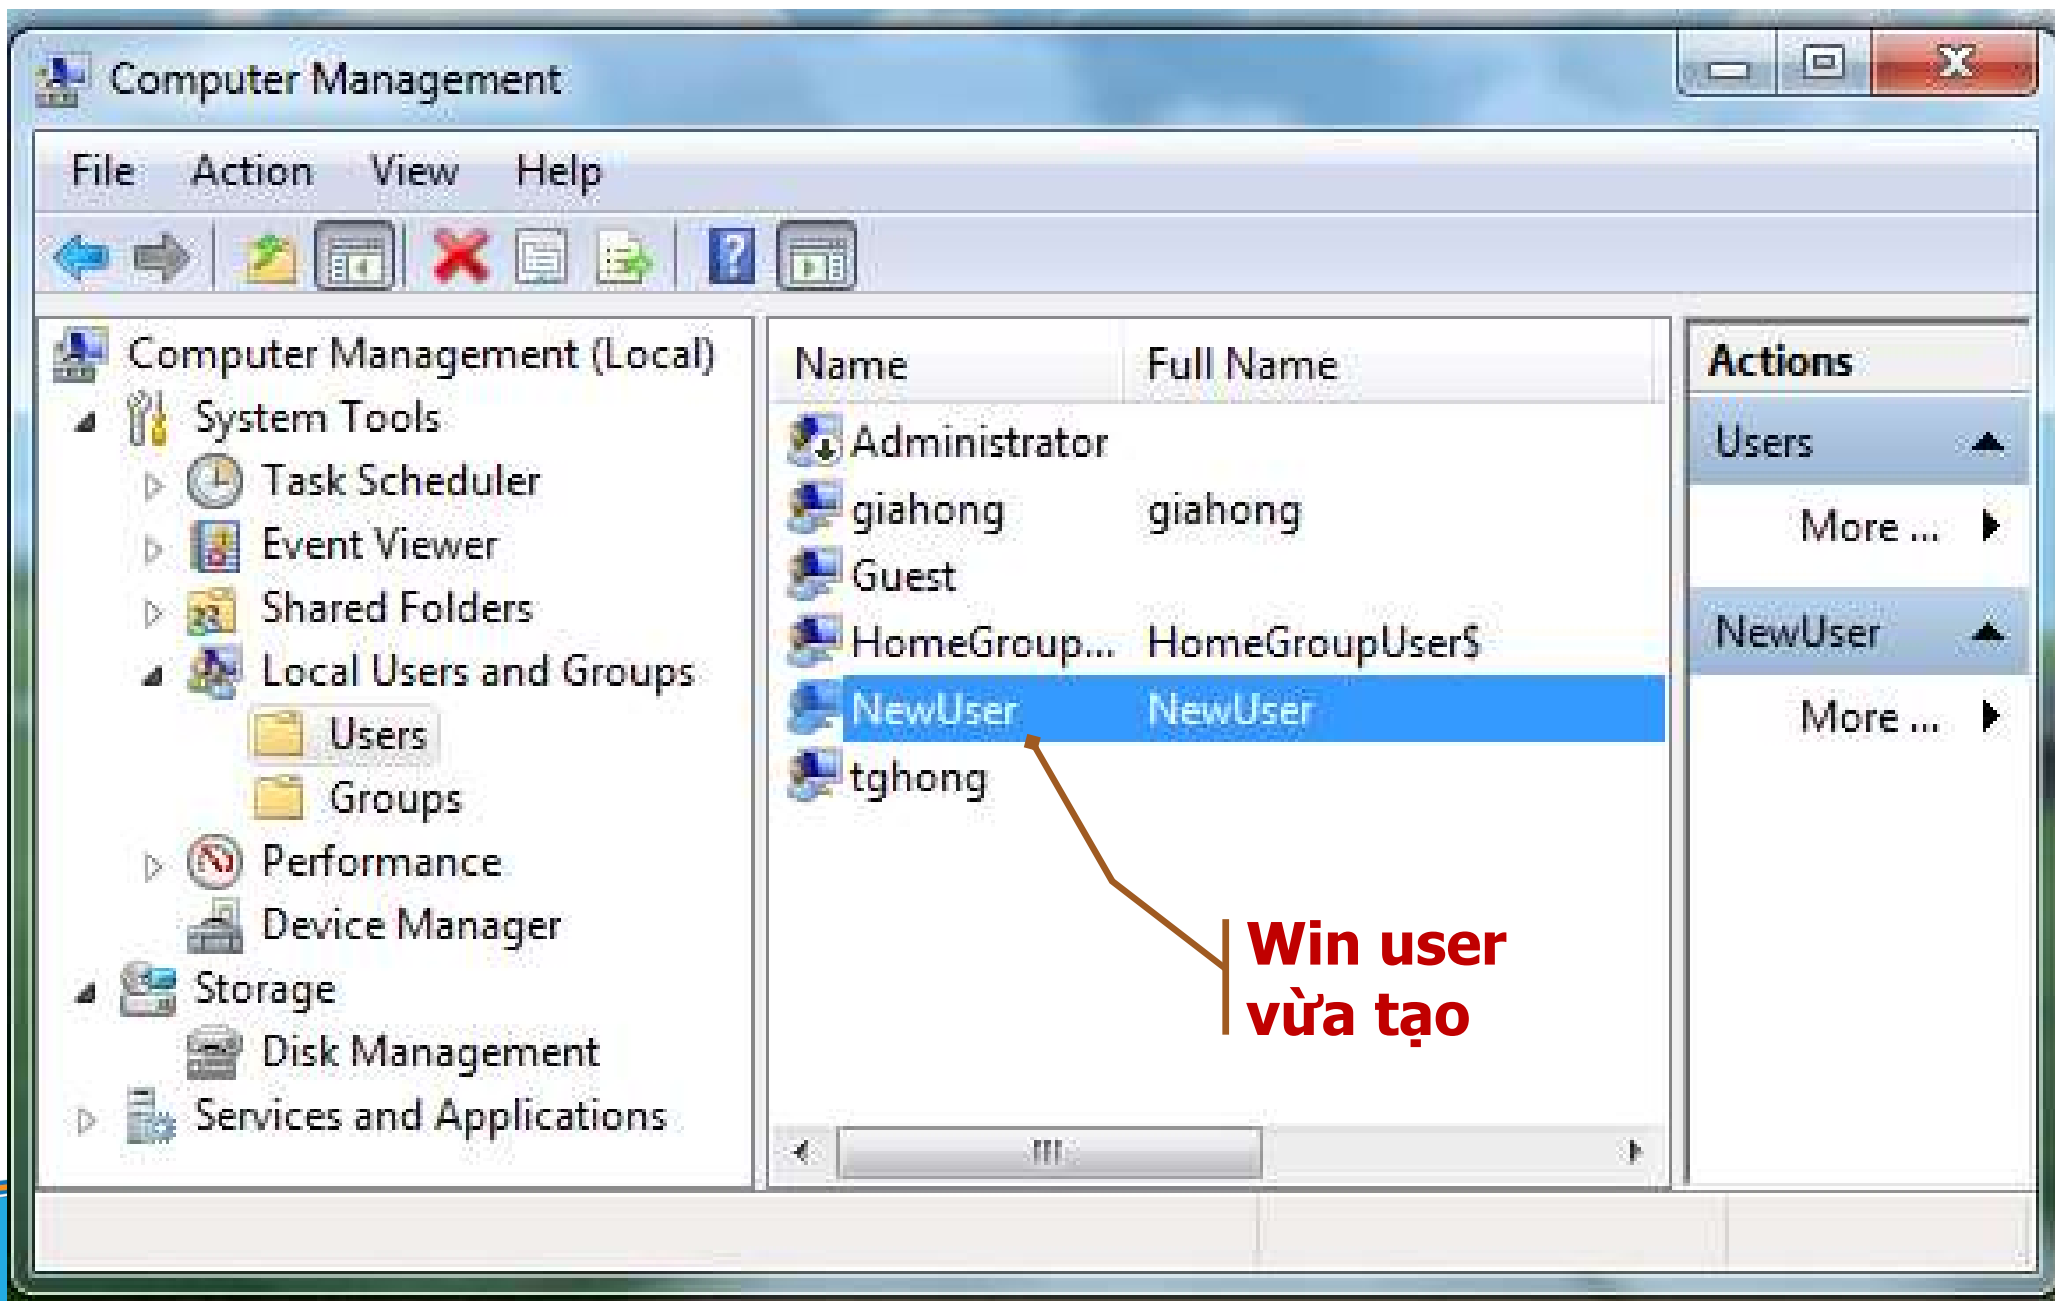 Computer Management
File Action View Help
Computer Management (Local)
System Tools
Task Scheduler
Event Viewer
Shared Folders
Local Users and Groups
Users
Groups
Performance
Device Manager
Storage
Disk Management
Services and Applications
Name Full Name
Administrator
giahong giahong
Guest
HomeGroup... HomeGroupUser$
NewUser NewUser
tghong
Win user
vừa tạo
Actions
Users
More ...
NewUser
More ...